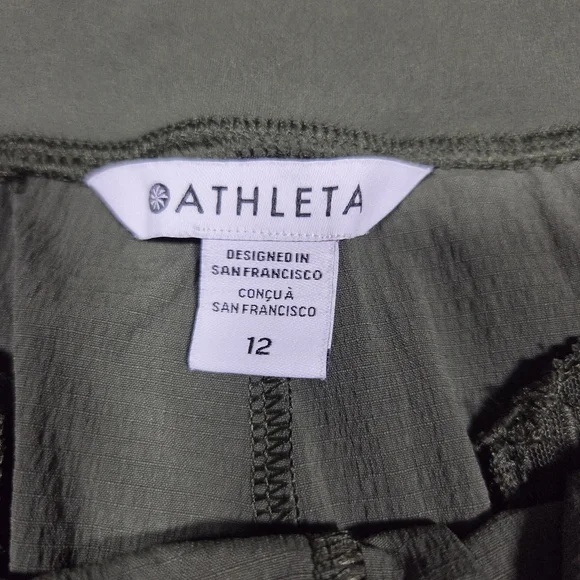 ATHLETA
DESIGNED IN
SAN FRANCISCO
CONÇU À
SAN FRANCISCO
12